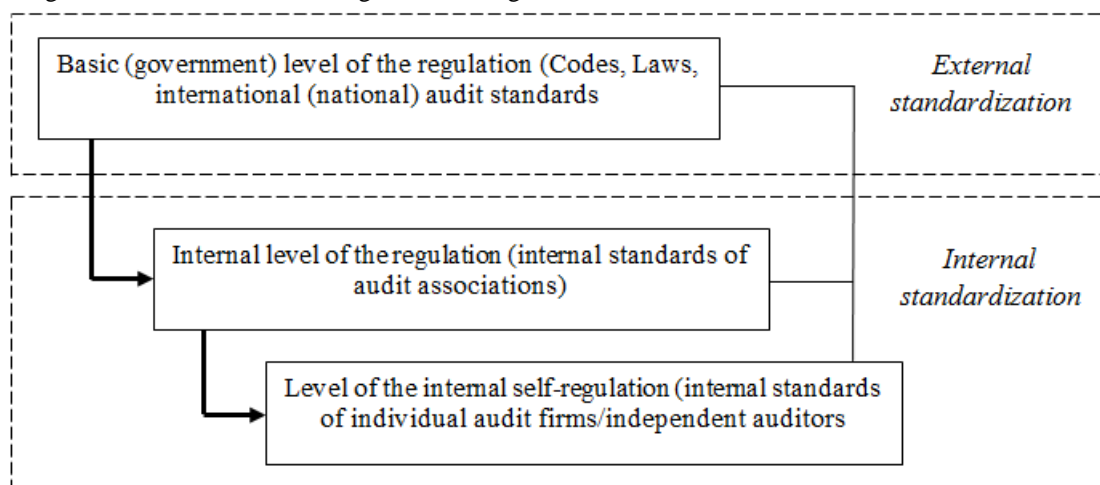 Basic (government) level of the regulation (Codes, Laws,
international (national) audit standards
External
standardization
Internal level of the regulation (internal standards of
audit associations)
Internal
standardization
Level of the internal self-regulation (internal standards
of individual audit firms/independent auditors